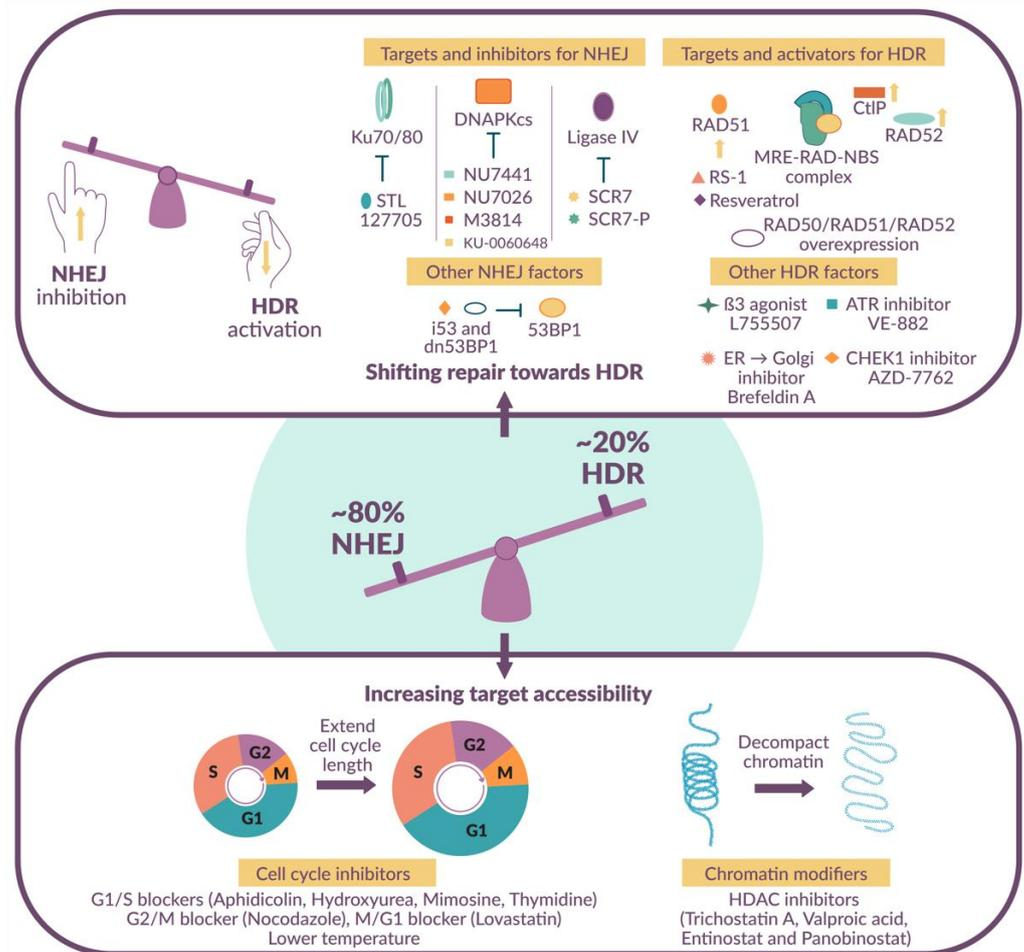 Targets and inhibitors for NHEJ
Ku70/80
STL
127705
DNAPKcs
NU7441
NU7026
M3814
KU-0060648
Ligase IV
SCR7
SCR7-P
Other NHEJ factors
i53 and
dn53BP1
53BP1
Targets and activators for HDR
RAD51
RS-1
Resveratrol
MRE-RAD-NBS
complex
CtIP
RAD52
RAD50/RAD51/RAD52
overexpression
Other HDR factors
ß3 agonist
L755507
ATR inhibitor
VE-882
ER → Golgi
inhibitor
Brefeldin A
CHEK1 inhibitor
AZD-7762
NHEJ
inhibition
HDR
activation
Shifting repair towards HDR
~20%
HDR
~80%
NHEJ
Increasing target accessibility
S
G2
M
G1
Extend
cell cycle
length
S
G2
M
G1
Decompact
chromatin
Cell cycle inhibitors
G1/S blockers (Aphidicolin, Hydroxyurea, Mimosine, Thymidine)
G2/M blocker (Nocodazole), M/G1 blocker (Lovastatin)
Lower temperature
Chromatin modifiers
HDAC inhibitors
(Trichostatin A, Valproic acid,
Entinostat and Panobinostat)